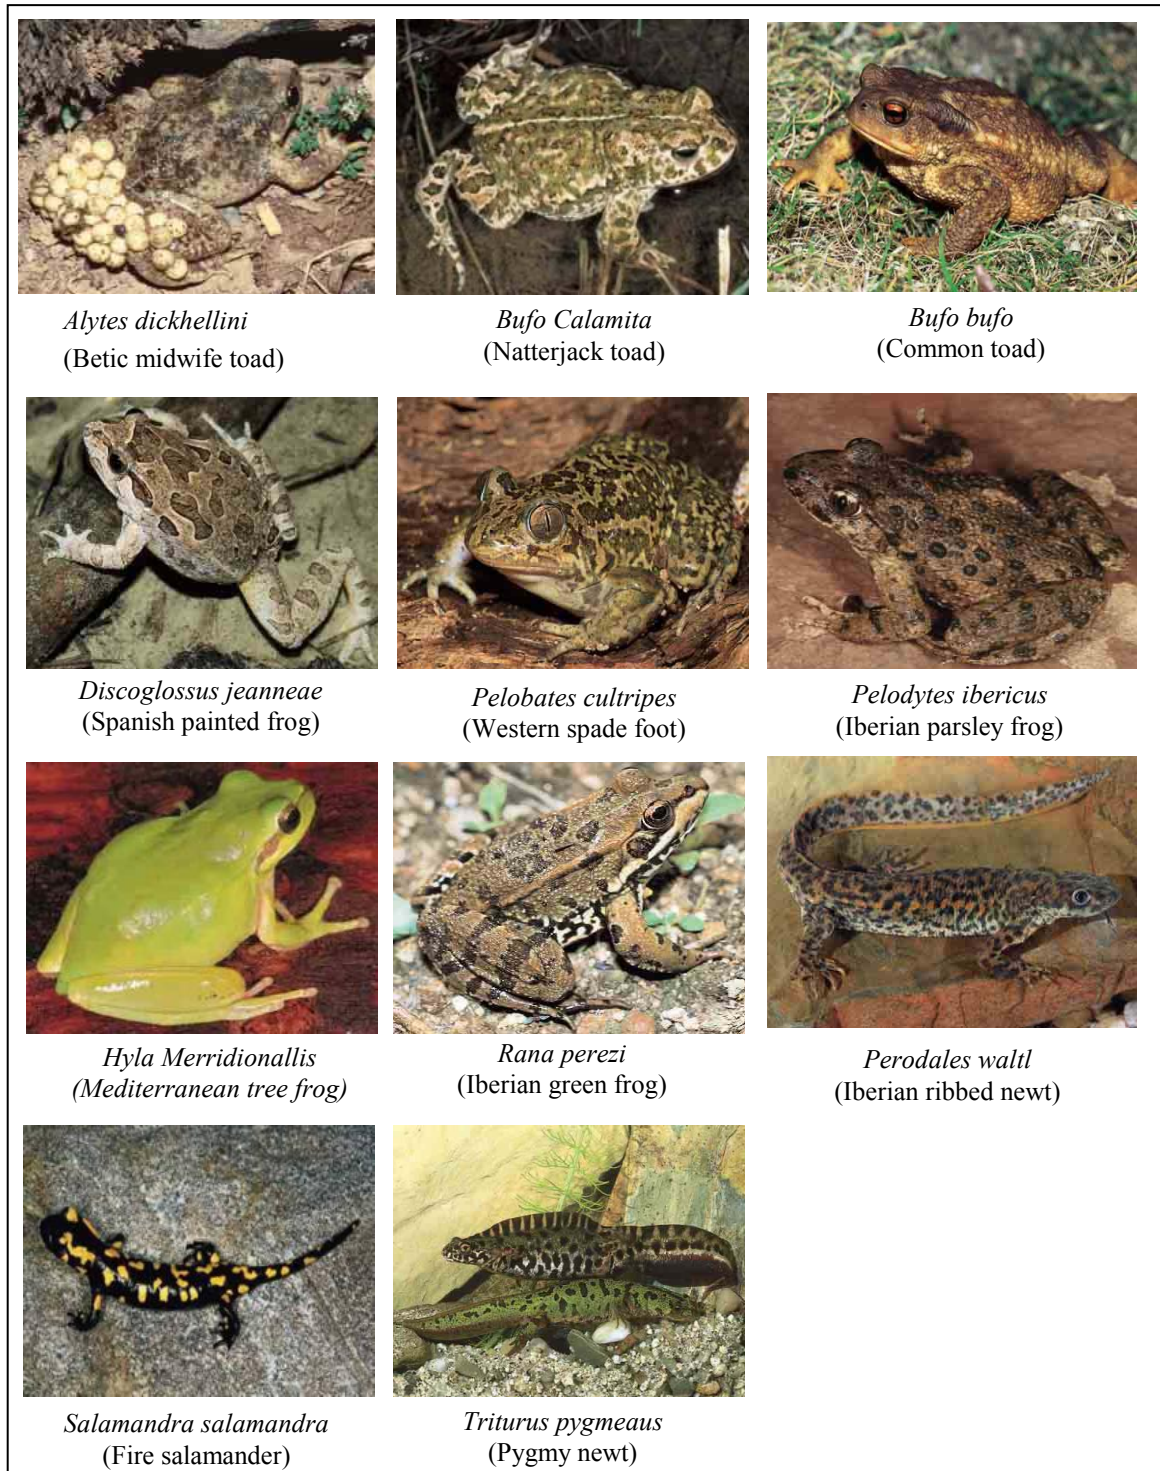 Alytes dickhellini
(Betic midwife toad)
Bufo Calamita
(Natterjack toad)
Bufo bufo
(Common toad)
Discoglossus jeanneae
(Spanish painted frog)
Pelobates cultripes
(Western spade foot)
Pelodytes ibericus
(Iberian parsley frog)
Hyla Merridionallis
(Mediterranean tree frog)
Rana perezi
(Iberian green frog)
Perodales waltl
(Iberian ribbed newt)
Salamandra salamandra
(Fire salamander)
Triturus pygmeaus
(Pygmy newt)